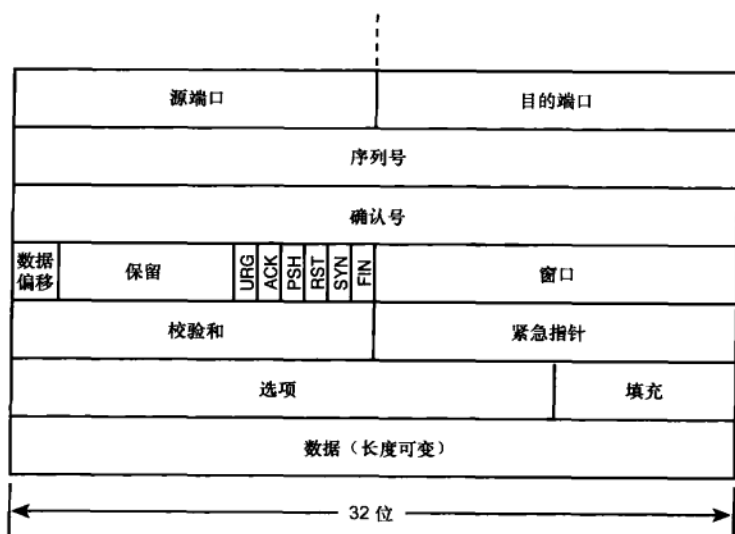 源端口 目的端口
序列号
确认号
数据
偏移 保留 URG ACK PSH RST SYN FIN 窗口
校验和 紧急指针
选项 填充
数据（长度可变）
32 位